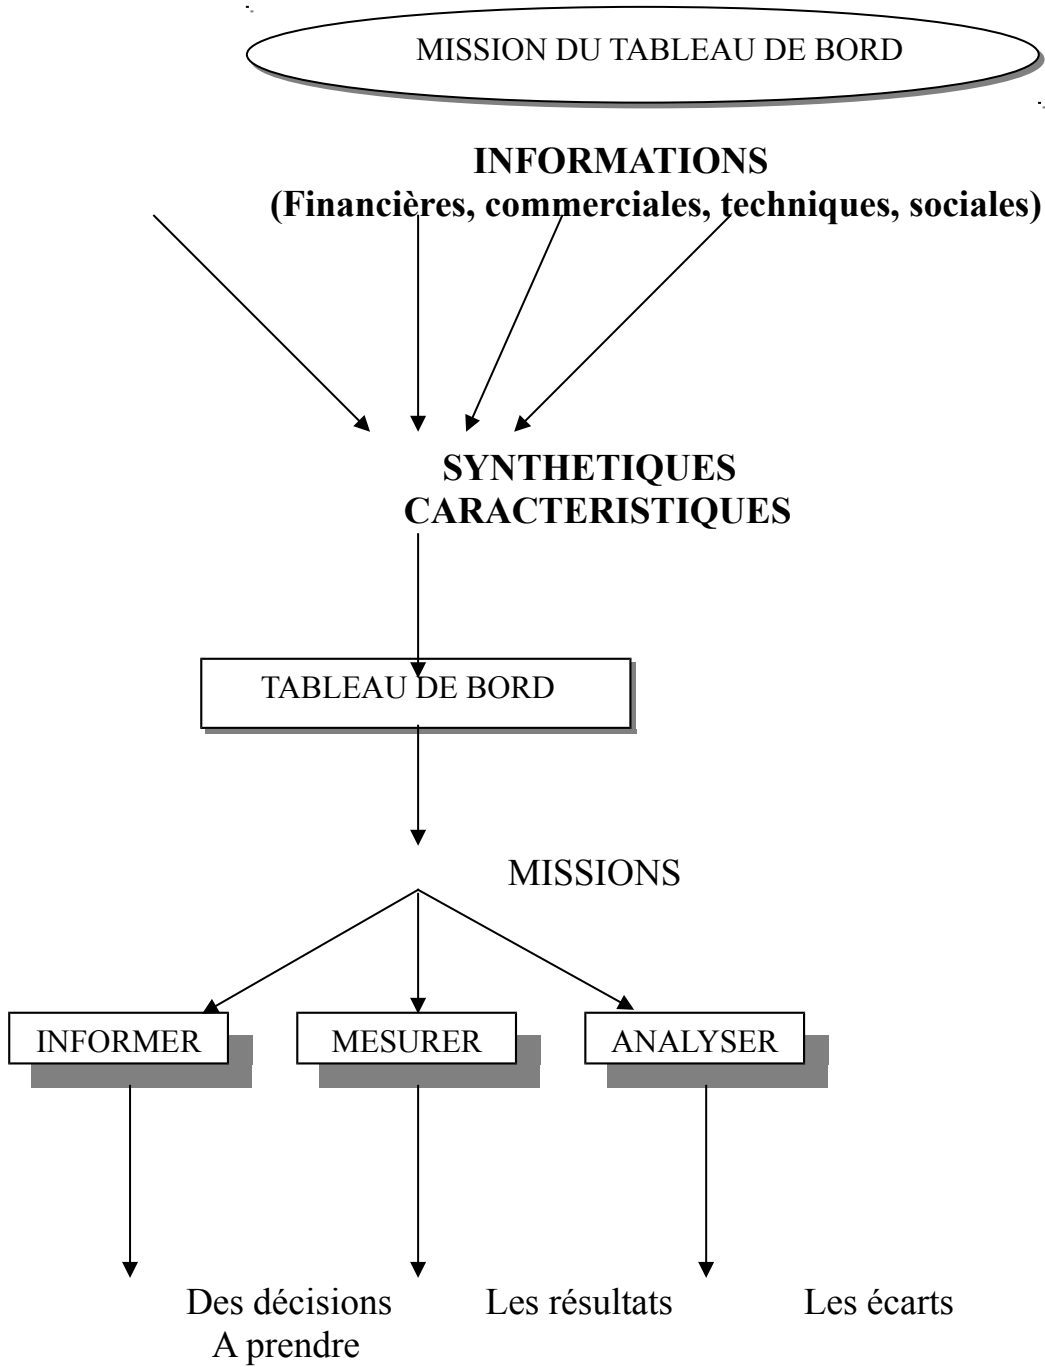 MISSION DU TABLEAU DE BORD
INFORMATIONS
(Financières, commerciales, techniques, sociales)
SYNTHETIQUES
CARACTERISTIQUES
TABLEAU DE BORD
MISSIONS
INFORMER
MESURER
ANALYSER
Des décisions
A prendre
Les résultats
Les écarts